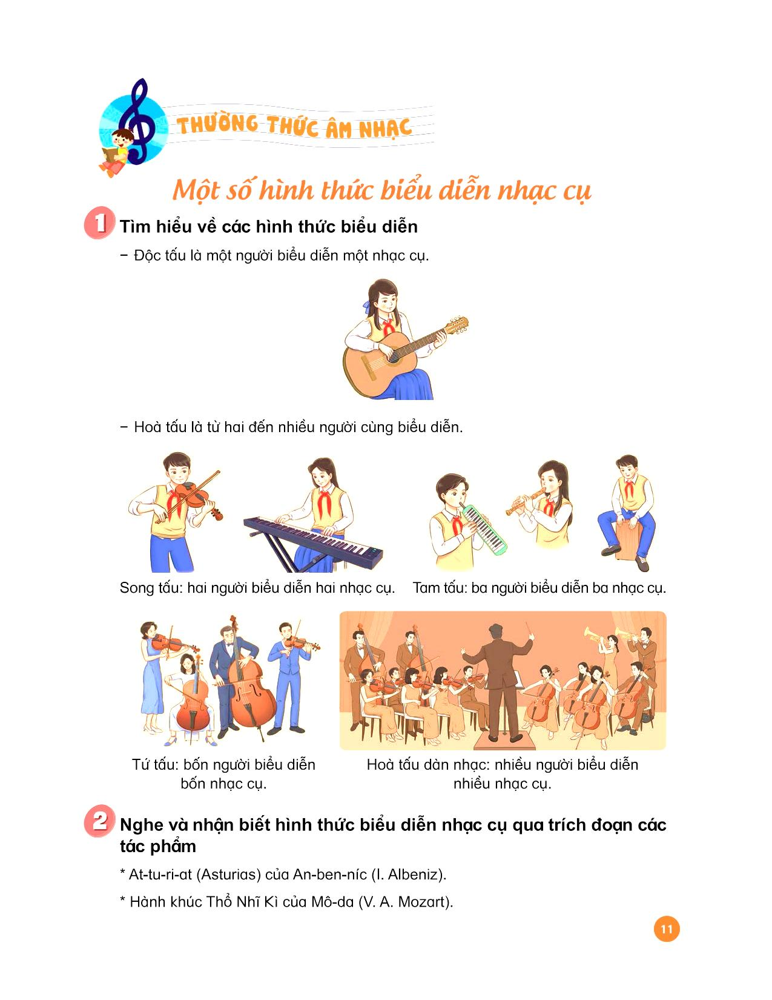 THƯỜNG THỨC ÂM NHẠC
Một số hình thức biểu diễn nhạc cụ
1 Tìm hiểu về các hình thức biểu diễn
– Độc tấu là một người biểu diễn một nhạc cụ.
– Hoà tấu là từ hai đến nhiều người cùng biểu diễn.
Song tấu: hai người biểu diễn hai nhạc cụ.
Tam tấu: ba người biểu diễn ba nhạc cụ.
Tứ tấu: bốn người biểu diễn
bốn nhạc cụ.
Hoà tấu dàn nhạc: nhiều người biểu diễn
nhiều nhạc cụ.
2 Nghe và nhận biết hình thức biểu diễn nhạc cụ qua trích đoạn các
tác phẩm
* At-tu-ri-at (Asturias) của An-ben-níc (I. Albeniz).
* Hành khúc Thổ Nhĩ Kì của Mô-da (V. A. Mozart).
11